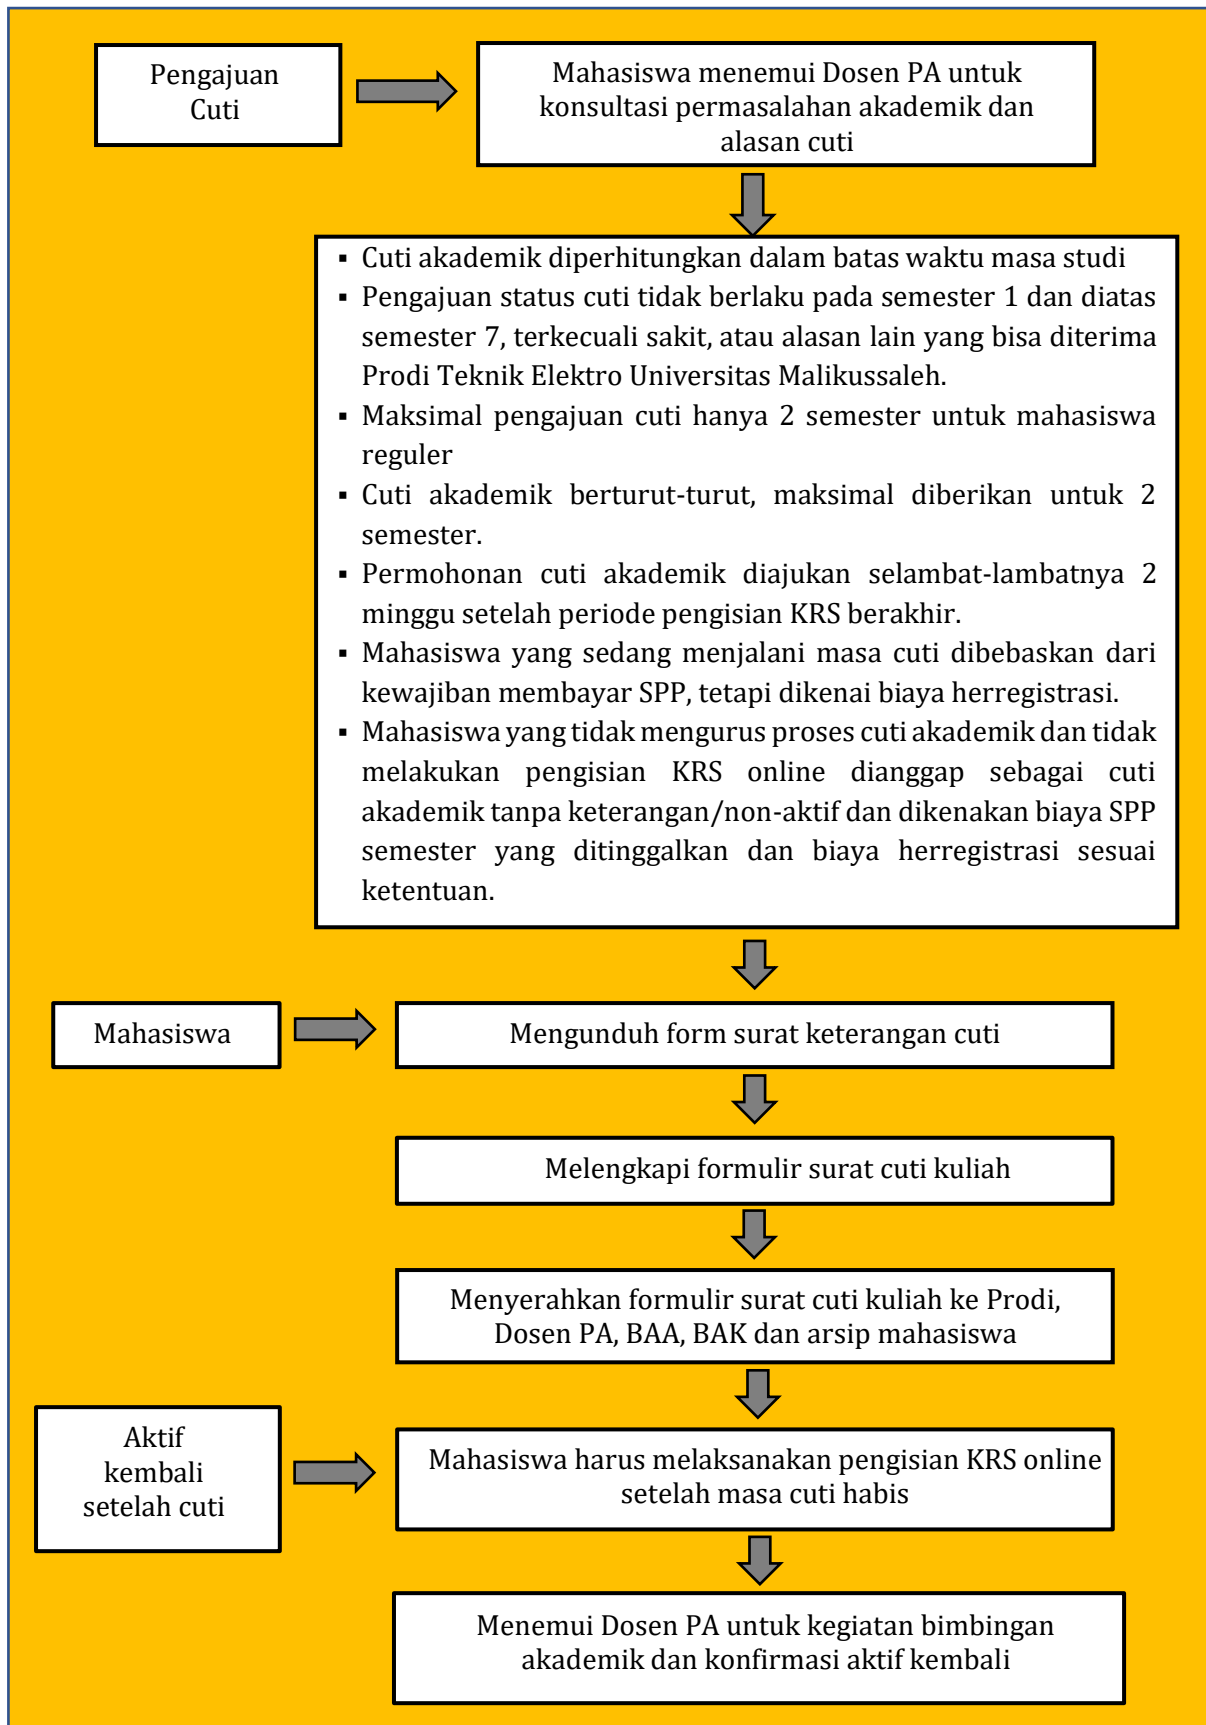 Pengajuan
Cuti
Mahasiswa menemui Dosen PA untuk
konsultasi permasalahan akademik dan
alasan cuti
▪ Cuti akademik diperhitungkan dalam batas waktu masa studi
▪ Pengajuan status cuti tidak berlaku pada semester 1 dan diatas
semester 7, terkecuali sakit, atau alasan lain yang bisa diterima
Prodi Teknik Elektro Universitas Malikussaleh.
▪ Maksimal pengajuan cuti hanya 2 semester untuk mahasiswa
reguler
▪ Cuti akademik berturut-turut, maksimal diberikan untuk 2
semester.
▪ Permohonan cuti akademik diajukan selambat-lambatnya 2
minggu setelah periode pengisian KRS berakhir.
▪ Mahasiswa yang sedang menjalani masa cuti dibebaskan dari
kewajiban membayar SPP, tetapi dikenai biaya herregistrasi.
▪ Mahasiswa yang tidak mengurus proses cuti akademik dan tidak
melakukan pengisian KRS online dianggap sebagai cuti
akademik tanpa keterangan/non-aktif dan dikenakan biaya SPP
semester yang ditinggalkan dan biaya herregistrasi sesuai
ketentuan.
Mahasiswa
Mengunduh form surat keterangan cuti
Melengkapi formulir surat cuti kuliah
Menyerahkan formulir surat cuti kuliah ke Prodi,
Dosen PA, BAA, BAK dan arsip mahasiswa
Aktif
kembali
setelah cuti
Mahasiswa harus melaksanakan pengisian KRS online
setelah masa cuti habis
Menemui Dosen PA untuk kegiatan bimbingan
akademik dan konfirmasi aktif kembali